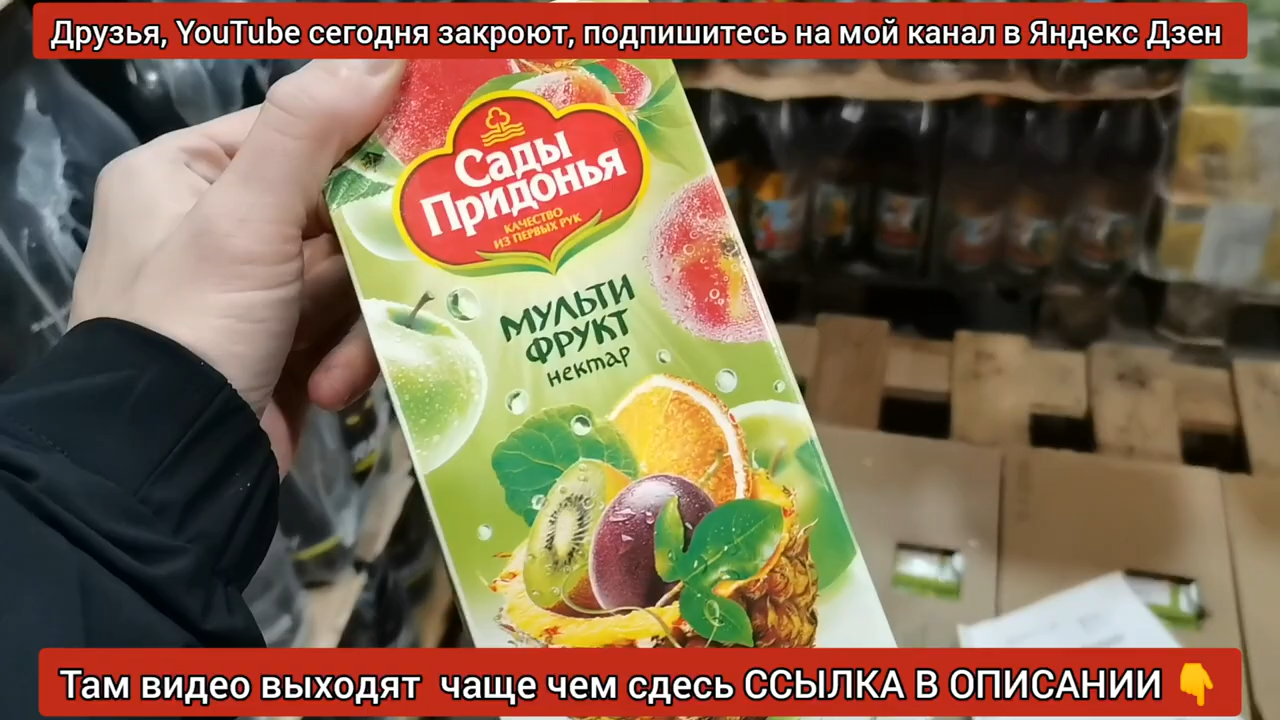 Друзья, YouTube сегодня закроют, подпишитесь на мой канал в Яндекс Дзен
Сады
Придонья
КАЧЕСТВО
ИЗ ПЕРВЫХ РУК
МУЛЬТИ
ФРУКТ
нектар
Там видео выходят чаще чем сдесь ССЫЛКА В ОПИСАНИИ 👇